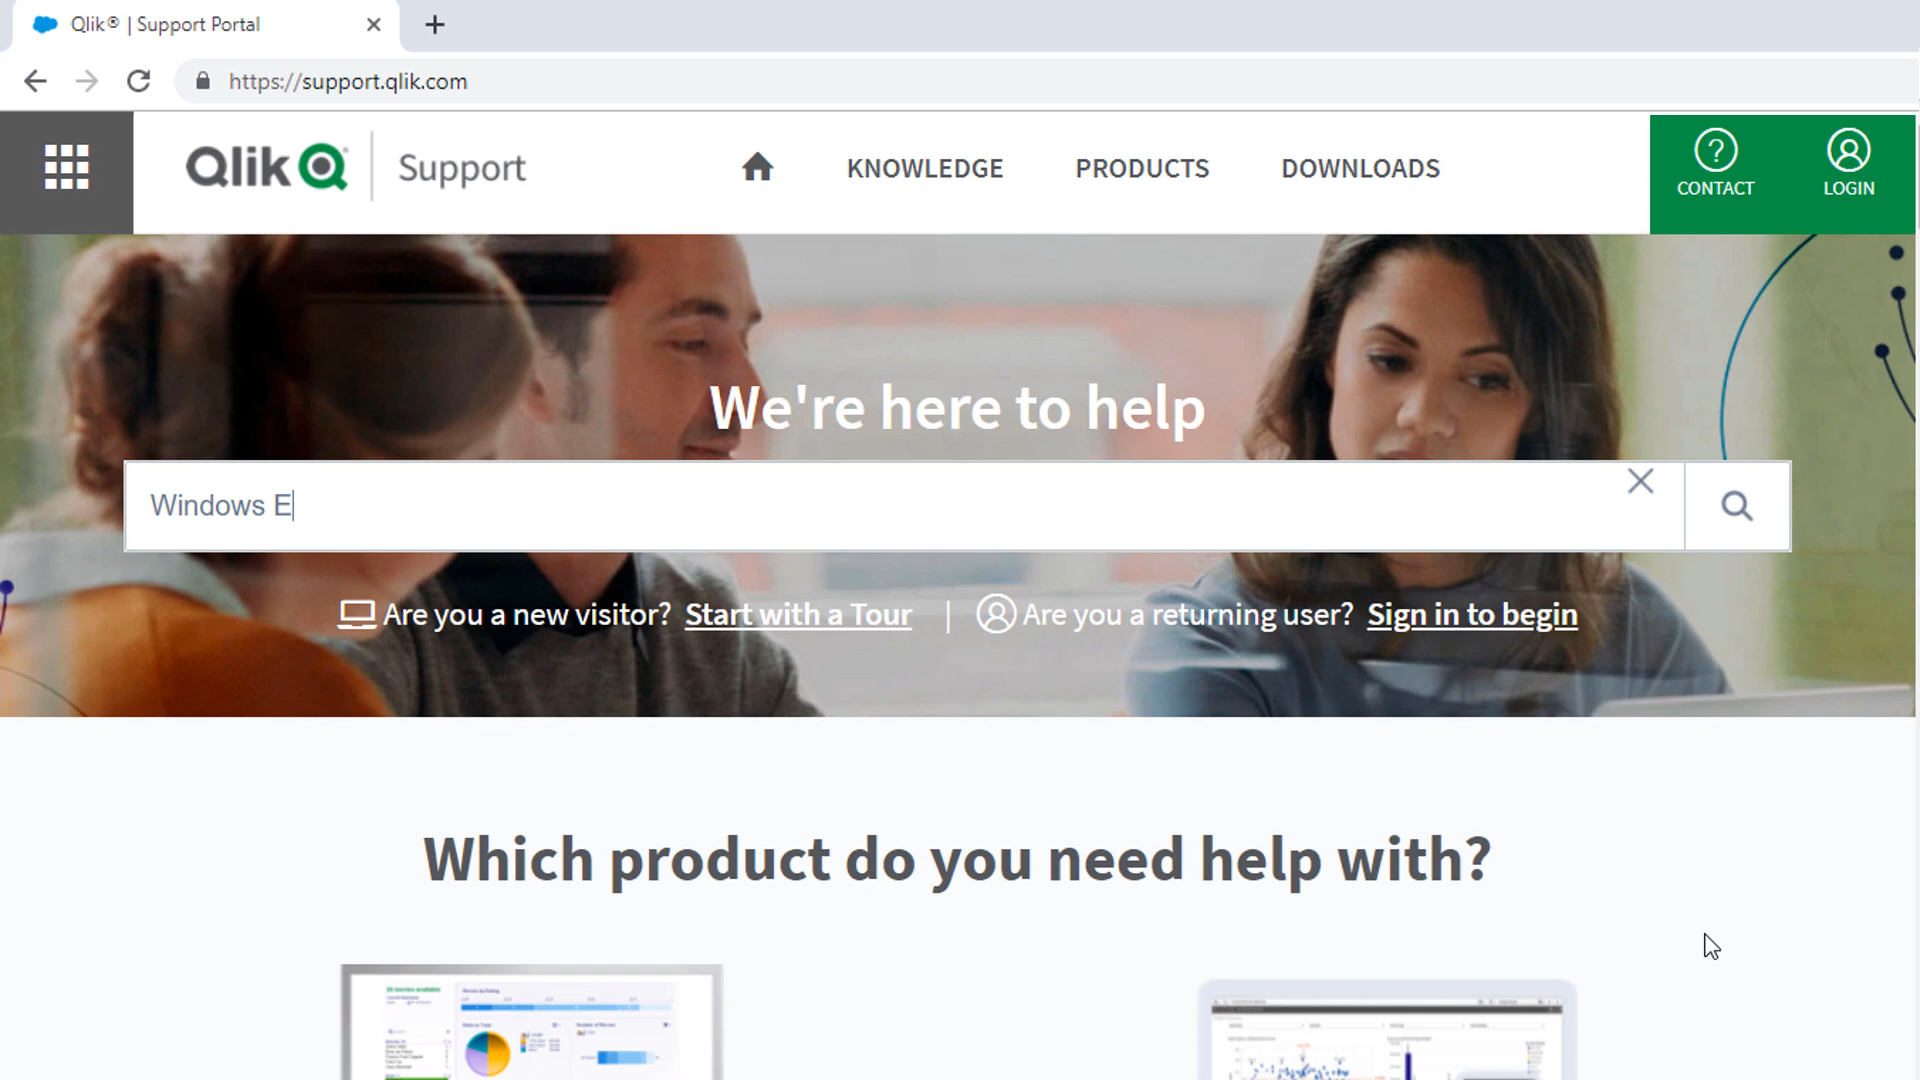 Qlik® | Support Portal
https://support.qlik.com
Qlik Support
KNOWLEDGE
PRODUCTS
DOWNLOADS
CONTACT
LOGIN
We're here to help
Windows E
Are you a new visitor? Start with a Tour | Are you a returning user? Sign in to begin
Which product do you need help with?